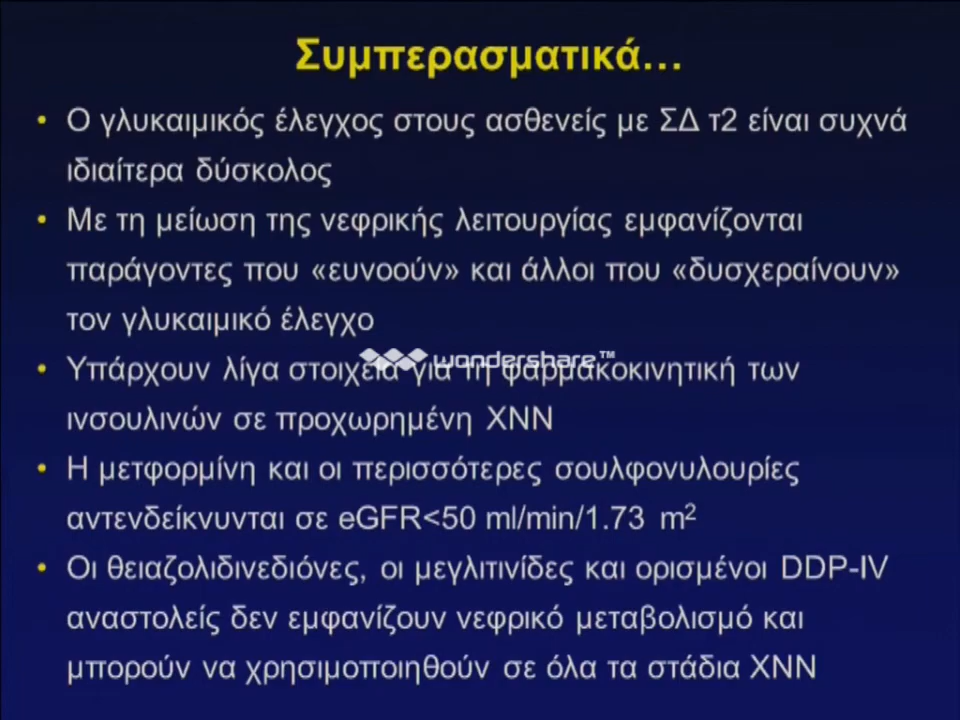 Συμπερασματικά...
• Ο γλυκαιμικός έλεγχος στους ασθενείς με ΣΔ τ2 είναι συχνά
ιδιαίτερα δύσκολος
• Με τη μείωση της νεφρικής λειτουργίας εμφανίζονται
παράγοντες που «ευνοούν» και άλλοι που «δυσχεραίνουν»
τον γλυκαιμικό έλεγχο
wondershare™
• Υπάρχουν λίγα στοιχεία για τη φαρμακοκινητική των
ινσουλινών σε προχωρημένη ΧΝΝ
• Η μετφορμίνη και οι περισσότερες σουλφονυλουρίες
αντενδείκνυνται σε eGFR<50 ml/min/1.73 m²
• Οι θειαζολιδινεδιόνες, οι μεγλιτινίδες και ορισμένοι DDP-IV
αναστολείς δεν εμφανίζουν νεφρικό μεταβολισμό και
μπορούν να χρησιμοποιηθούν σε όλα τα στάδια ΧΝΝ